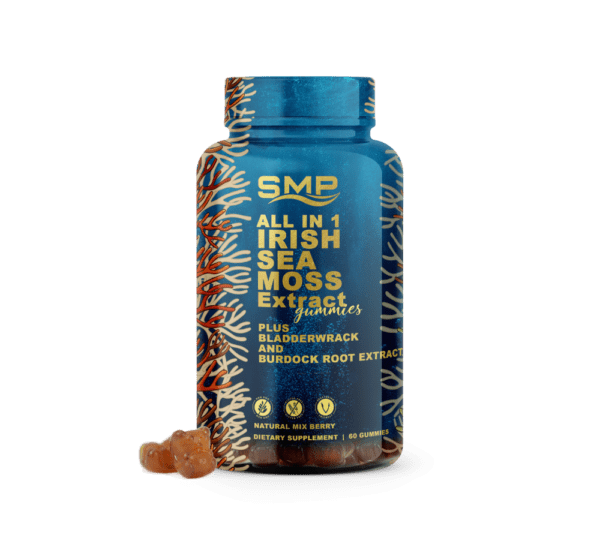 SMP
ALL IN 1
IRISH
SEA
MOSS
Extract
gummies
PLUS
BLADDERWRACK
AND
BURDOCK ROOT EXTRACT
NATURAL MIX BERRY
DIETARY SUPPLEMENT | 60 GUMMIES